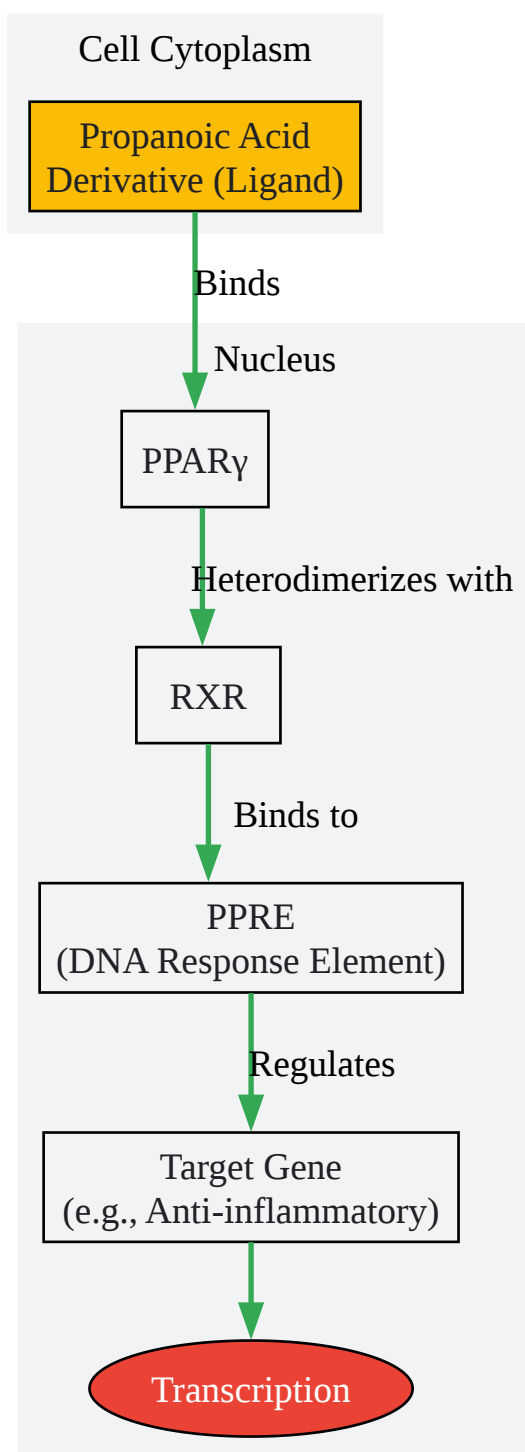 Cell Cytoplasm
Propanoic Acid
Derivative (Ligand)
Binds
Nucleus
PPARγ
Heterodimerizes with
RXR
Binds to
PPRE
(DNA Response Element)
Regulates
Target Gene
(e.g., Anti-inflammatory)
Transcription